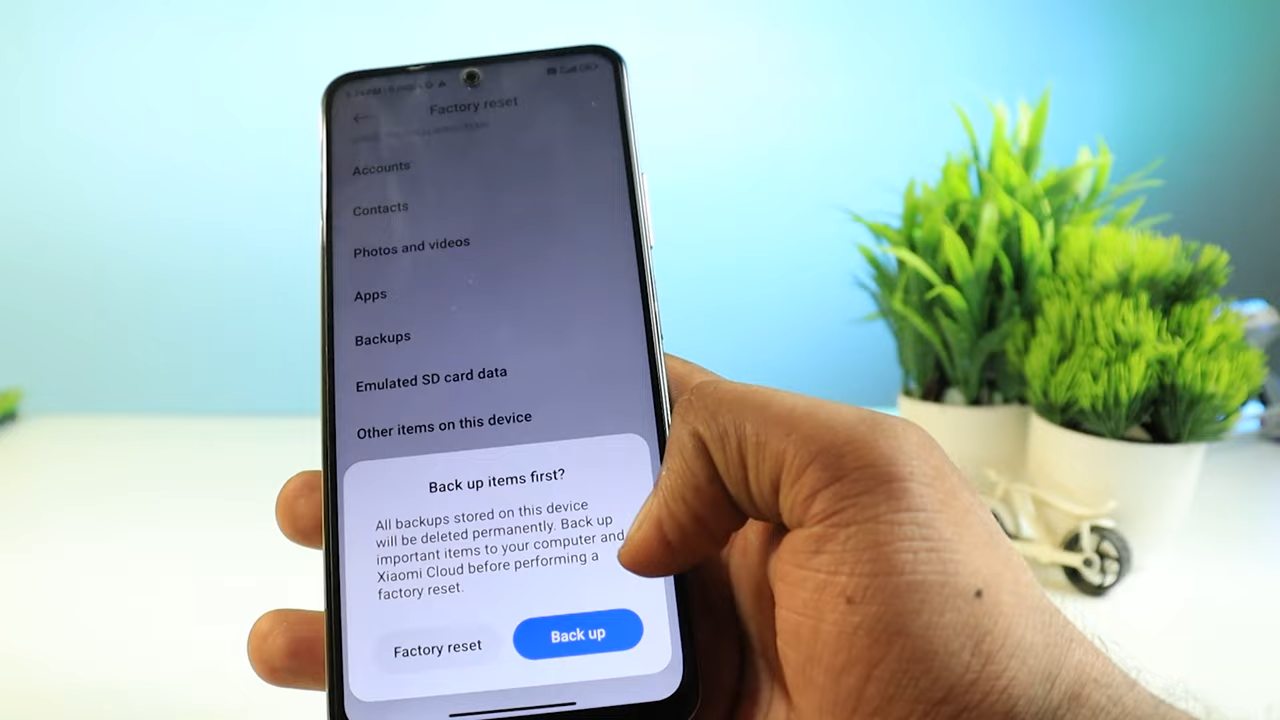 Factory reset
Accounts
Contacts
Photos and videos
Apps
Backups
Emulated SD card data
Other items on this device
Back up items first?
All backups stored on this device
will be deleted permanently. Back up
important items to your computer and
Xiaomi Cloud before performing a
factory reset.
Factory reset
Back up